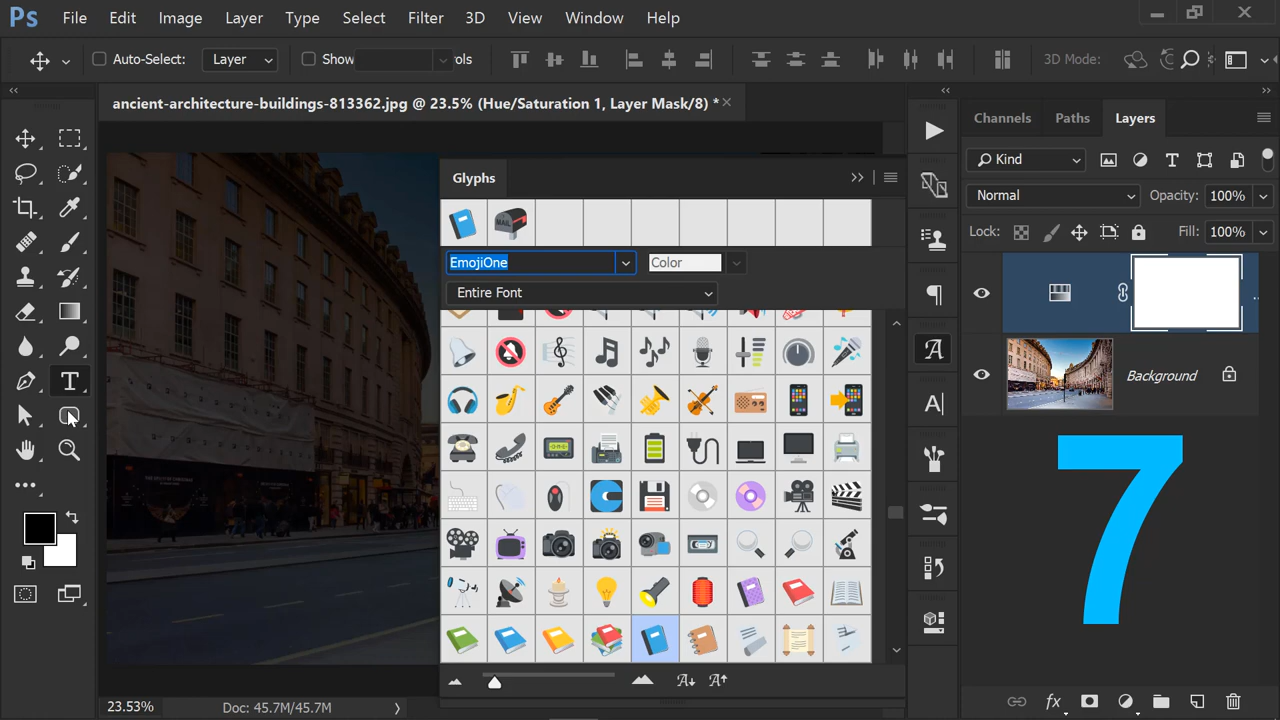 Ps File Edit Image Layer Type Select Filter 3D View Window Help
Auto-Select: Layer Show rols 3D Mode:
ancient-architecture-buildings-813362.jpg @ 23.5% (Hue/Saturation 1, Layer Mask/8) *
Channels Paths Layers
Kind
Normal Opacity: 100%
Lock: Fill: 100%
Background
Glyphs
MAIL
EmojiOne Color
Entire Font
7
23.53% Doc: 45.7M/45.7M